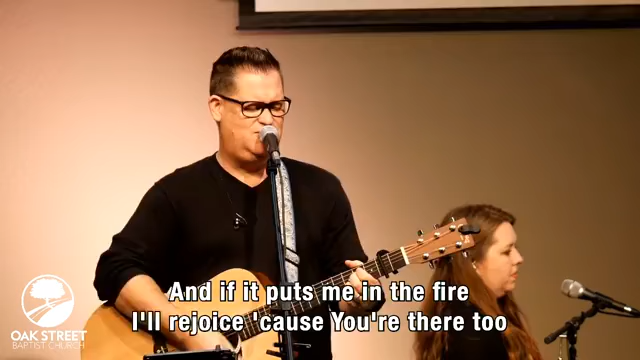 And if it puts me in the fire
I'll rejoice 'cause You're there too
OAK STREET
BAPTIST CHURCH